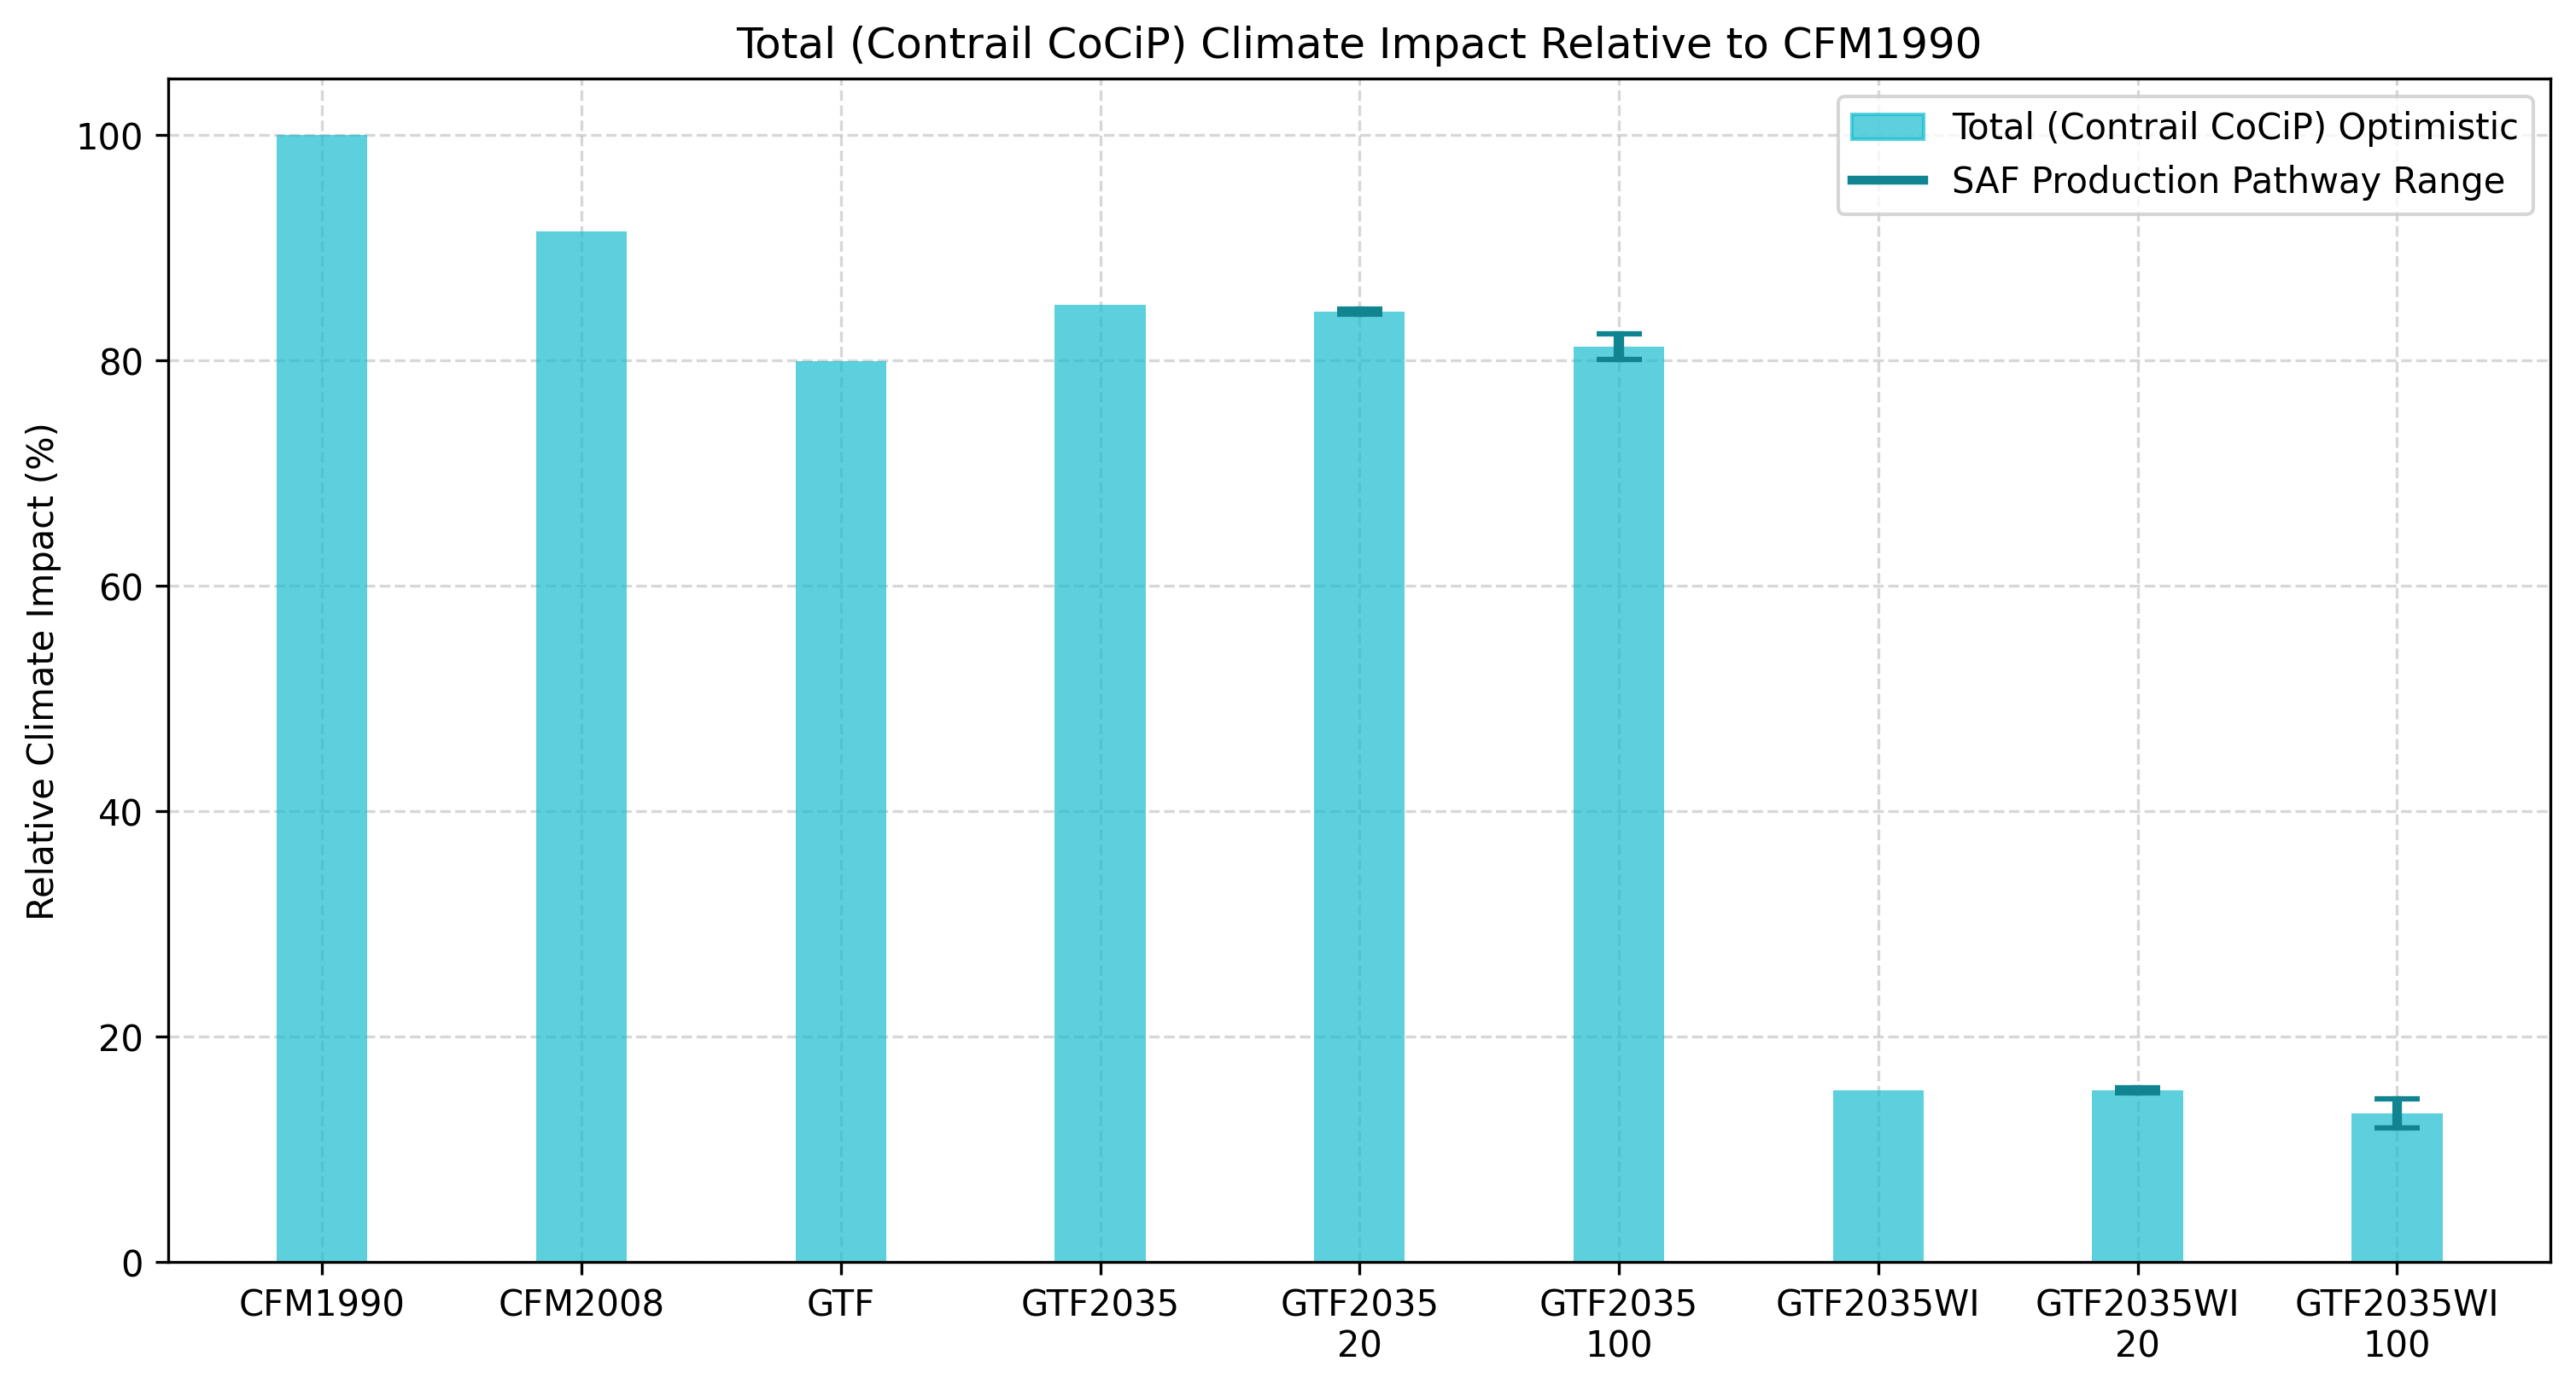 Total (Contrail CoCiP) Climate Impact Relative to CFM1990
Total (Contrail CoCiP) Optimistic
SAF Production Pathway Range
Relative Climate Impact (%)
100
80
60
40
20
0
CFM1990
CFM2008
GTF
GTF2035
GTF2035
20
GTF2035
100
GTF2035WI
GTF2035WI
20
GTF2035WI
100